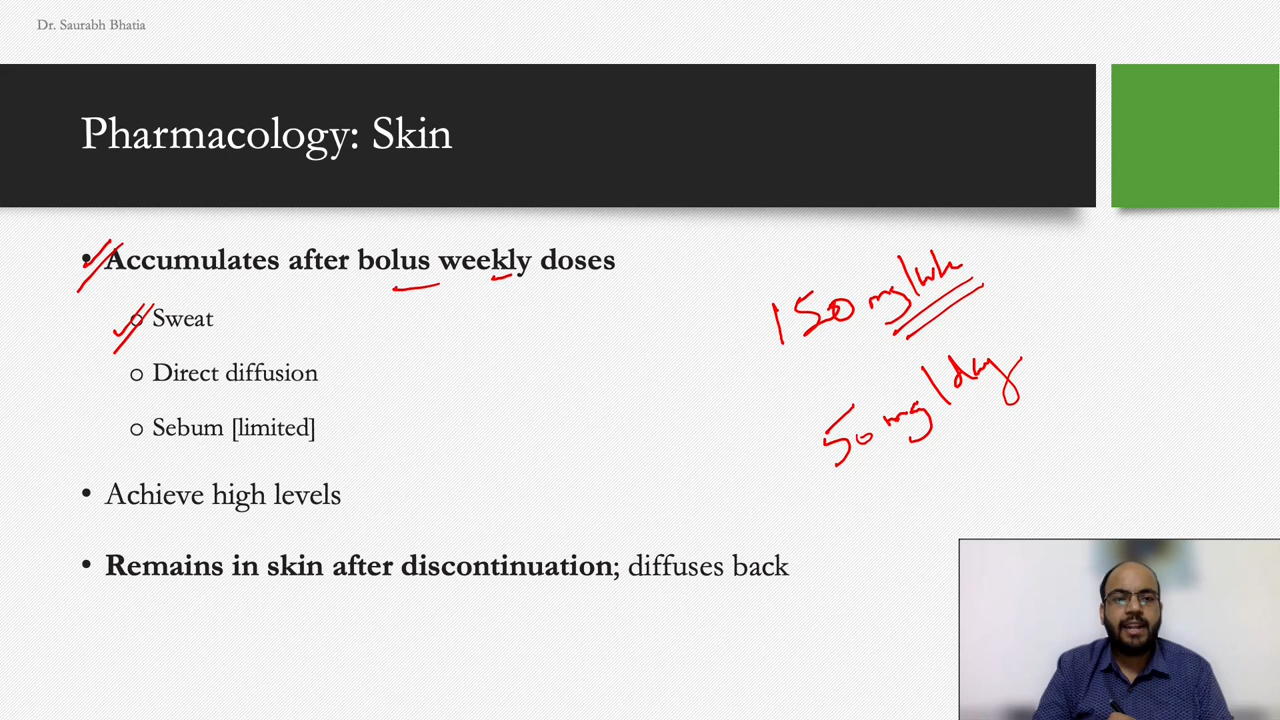 Dr. Saurabh Bhatia
Pharmacology: Skin
• Accumulates after bolus weekly doses
o Sweat
o Direct diffusion
o Sebum [limited]
• Achieve high levels
• Remains in skin after discontinuation; diffuses back
150 mg/wk
50 mg/day